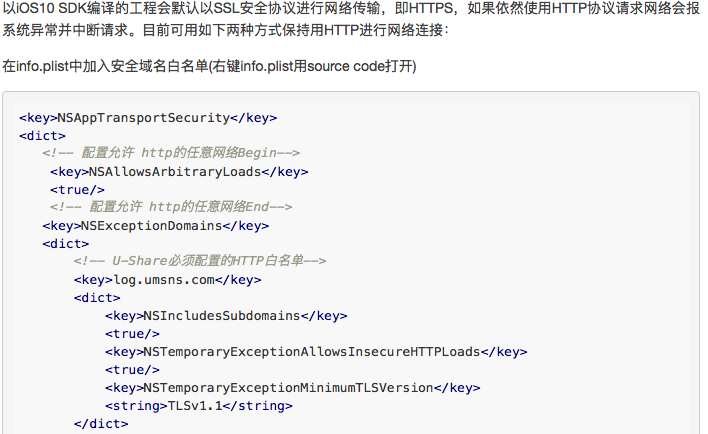 以iOS10 SDK编译的工程会默认以SSL安全协议进行网络传输，即HTTPS，如果依然使用HTTP协议请求网络会报
系统异常并中断请求。目前可用如下两种方式保持用HTTP进行网络连接：
在info.plist中加入安全域名白名单(右键info.plist用source code打开)
<key>NSAppTransportSecurity</key>
<dict>
<!-- 配置允许 http的任意网络Begin-->
<key>NSAllowsArbitraryLoads</key>
<true/>
<!-- 配置允许 http的任意网络End-->
<key>NSExceptionDomains</key>
<dict>
<!-- U-Share必须配置的HTTP白名单-->
<key>log.umsns.com</key>
<dict>
<key>NSIncludesSubdomains</key>
<true/>
<key>NSTemporaryExceptionAllowsInsecureHTTPLoads</key>
<true/>
<key>NSTemporaryExceptionMinimumTLSVersion</key>
<string>TLSv1.1</string>
</dict>